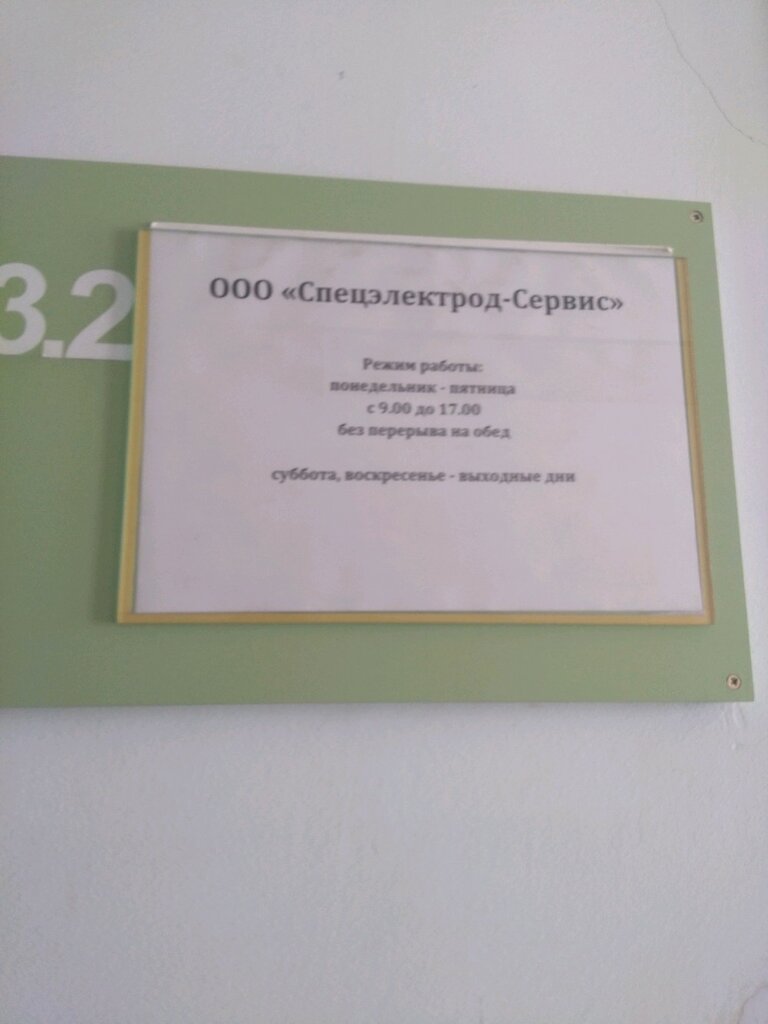 3.2
ООО «Спецэлектрод-Сервис»
Режим работы:
понедельник - пятница
с 9.00 до 17.00
без перерыва на обед
суббота, воскресенье - выходные дни